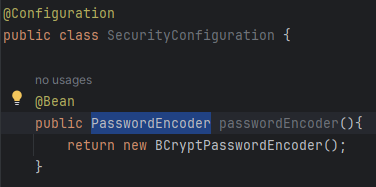 @Configuration
public class SecurityConfiguration {
no usages
@Bean
public PasswordEncoder passwordEncoder(){
return new BCryptPasswordEncoder();
}